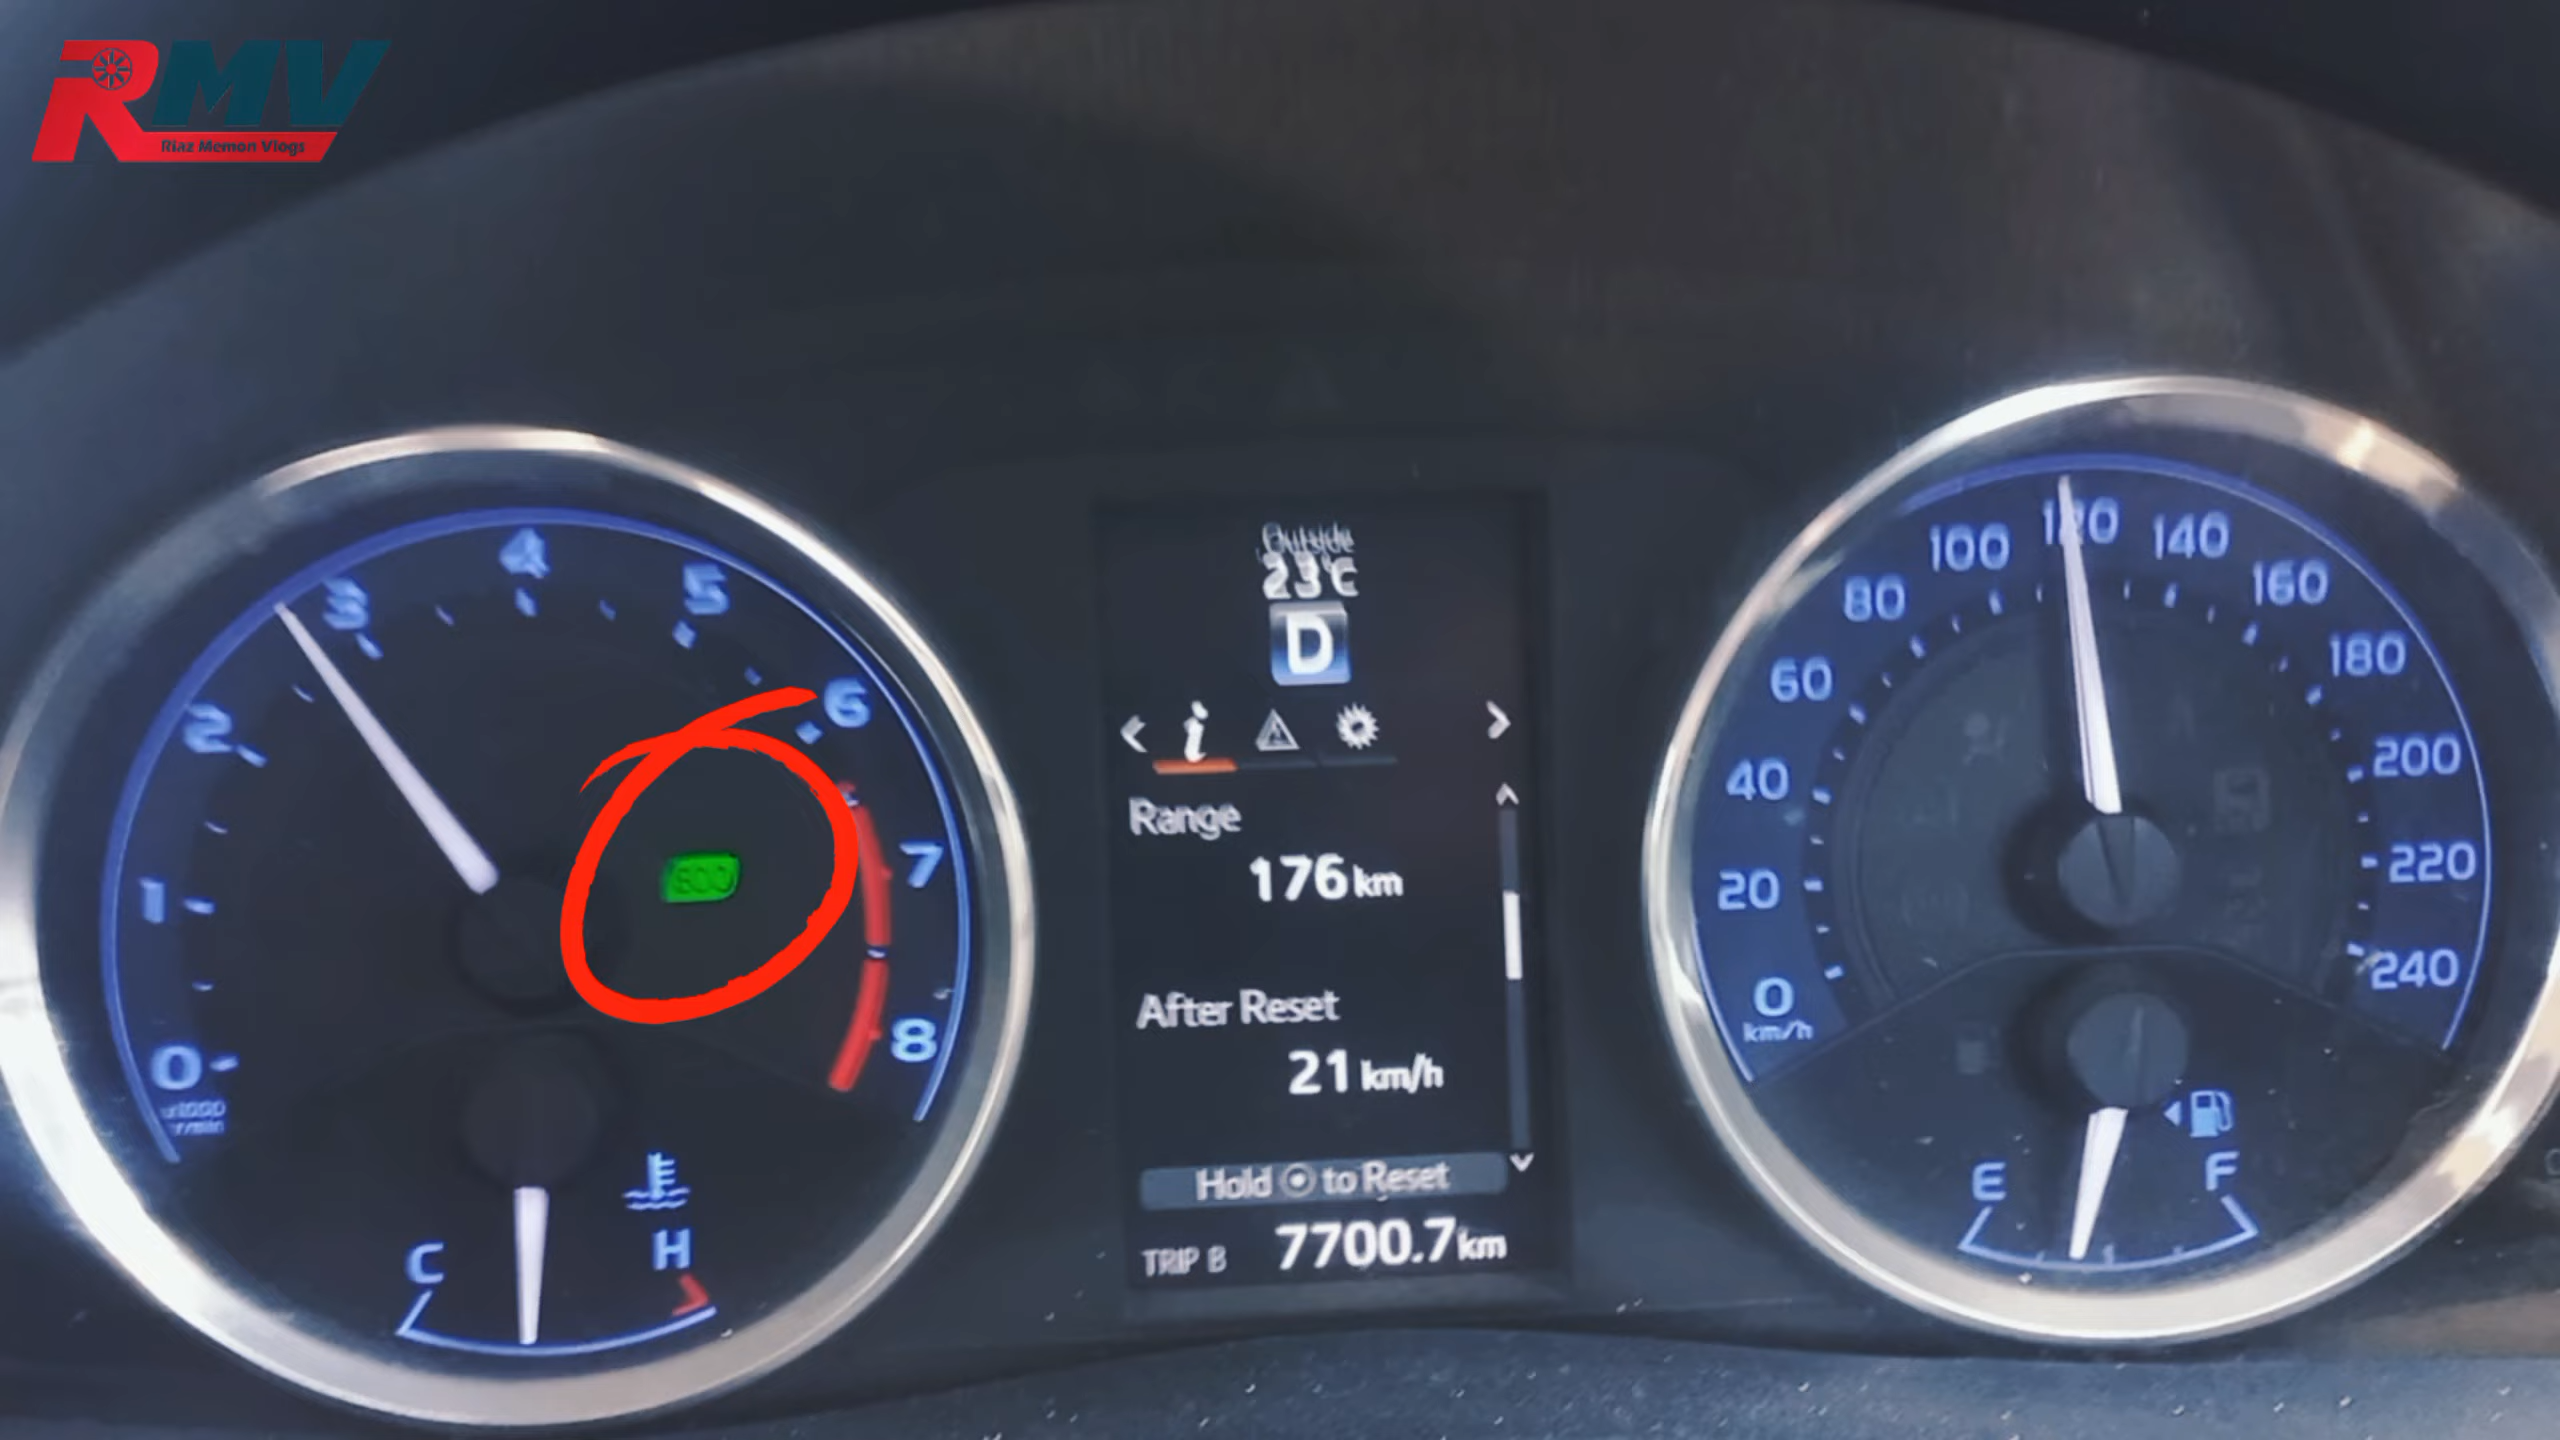 RMV
Riaz Memon Vlogs
0
1
2
3
4
5
6
7
8
C
H
Outside
23°C
D
Range
176 km
After Reset
21 km/h
Hold to Reset
TRIP B 7700.7 km
0
20
40
60
80
100
120
140
160
180
200
220
240
km/h
E
F